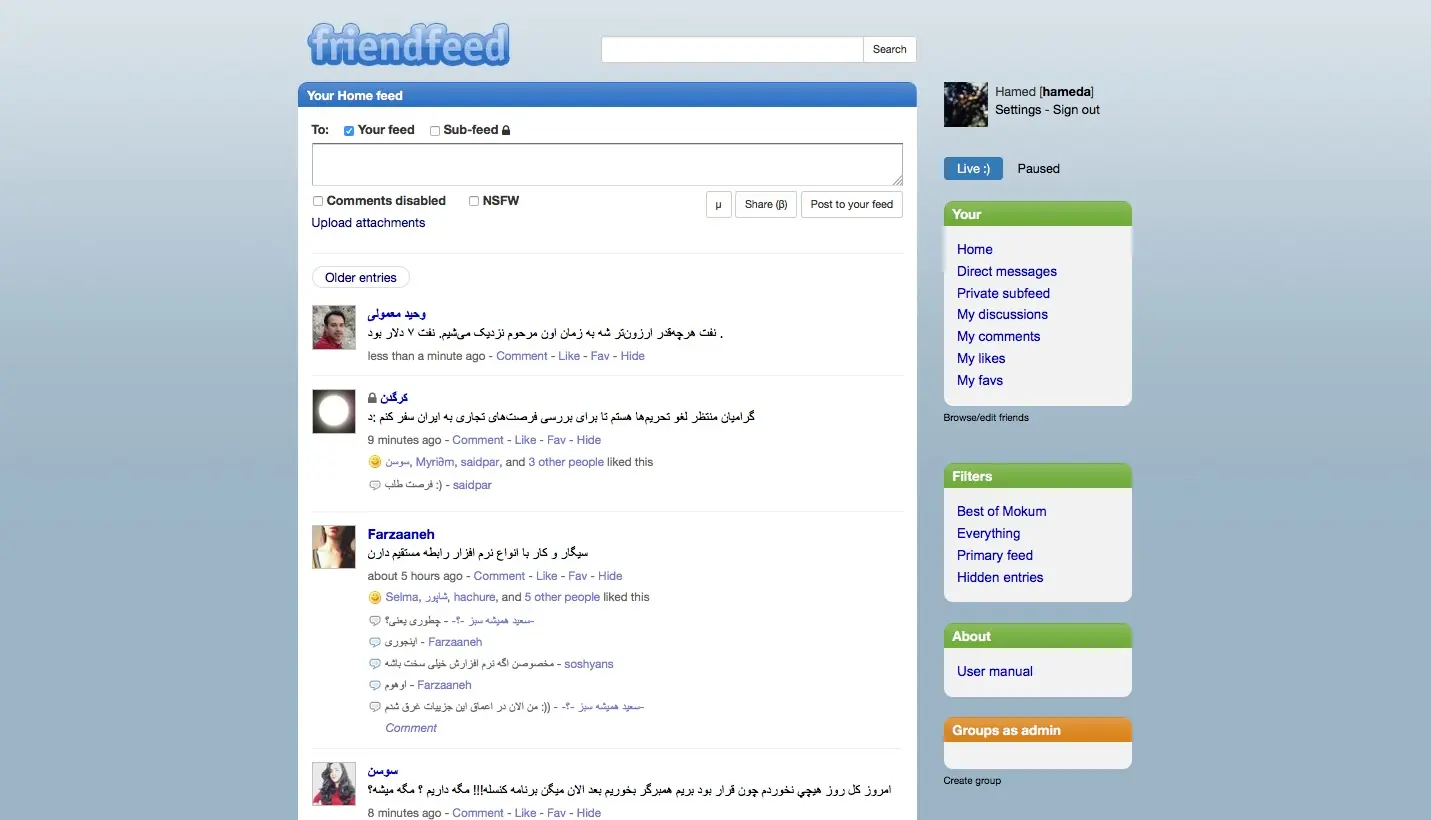 friendfeed
Search
Your Home feed
To: Your feed Sub-feed
Comments disabled NSFW
µ Share (β) Post to your feed
Upload attachments
Older entries
وحید معمولی
نفت هرچه‌قدر ارزون‌تر شه به زمان اون مرحوم نزدیک می‌شیم. نفت ۷ دلار بود .
less than a minute ago - Comment - Like - Fav - Hide
کرگدن
گرامیان منتظر لغو تحریم‌ها هستم تا برای بررسی فرصت‌های تجاری به ایران سفر کنم :د
9 minutes ago - Comment - Like - Fav - Hide
سوسن, Myri∂m, saidpar, and 3 other people liked this
فرصت طلب :) - saidpar
Farzaaneh
سیگار و کار با انواع نرم افزار رابطه مستقیم دارن
about 5 hours ago - Comment - Like - Fav - Hide
Selma, شاپور, hachure, and 5 other people liked this
چطوری یعنی؟ - -سعید همیشه سبز -؟-
اینجوری - Farzaaneh
مخصوصن اگه نرم افزارش خیلی سخت باشه - soshyans
اوهوم - Farzaaneh
من الان در اعماق این جزییات غرق شدم :)) - -سعید همیشه سبز -؟-
Comment
سوسن
امروز کل روز هیچي نخوردم چون قرار بود بریم همبرگر بخوریم بعد الان میگن برنامه کنسله!!! مگه داریم ؟ مگه میشه؟
8 minutes ago - Comment - Like - Fav - Hide
Hamed [hameda]
Settings - Sign out
Live :) Paused
Your
Home
Direct messages
Private subfeed
My discussions
My comments
My likes
My favs
Browse/edit friends
Filters
Best of Mokum
Everything
Primary feed
Hidden entries
About
User manual
Groups as admin
Create group